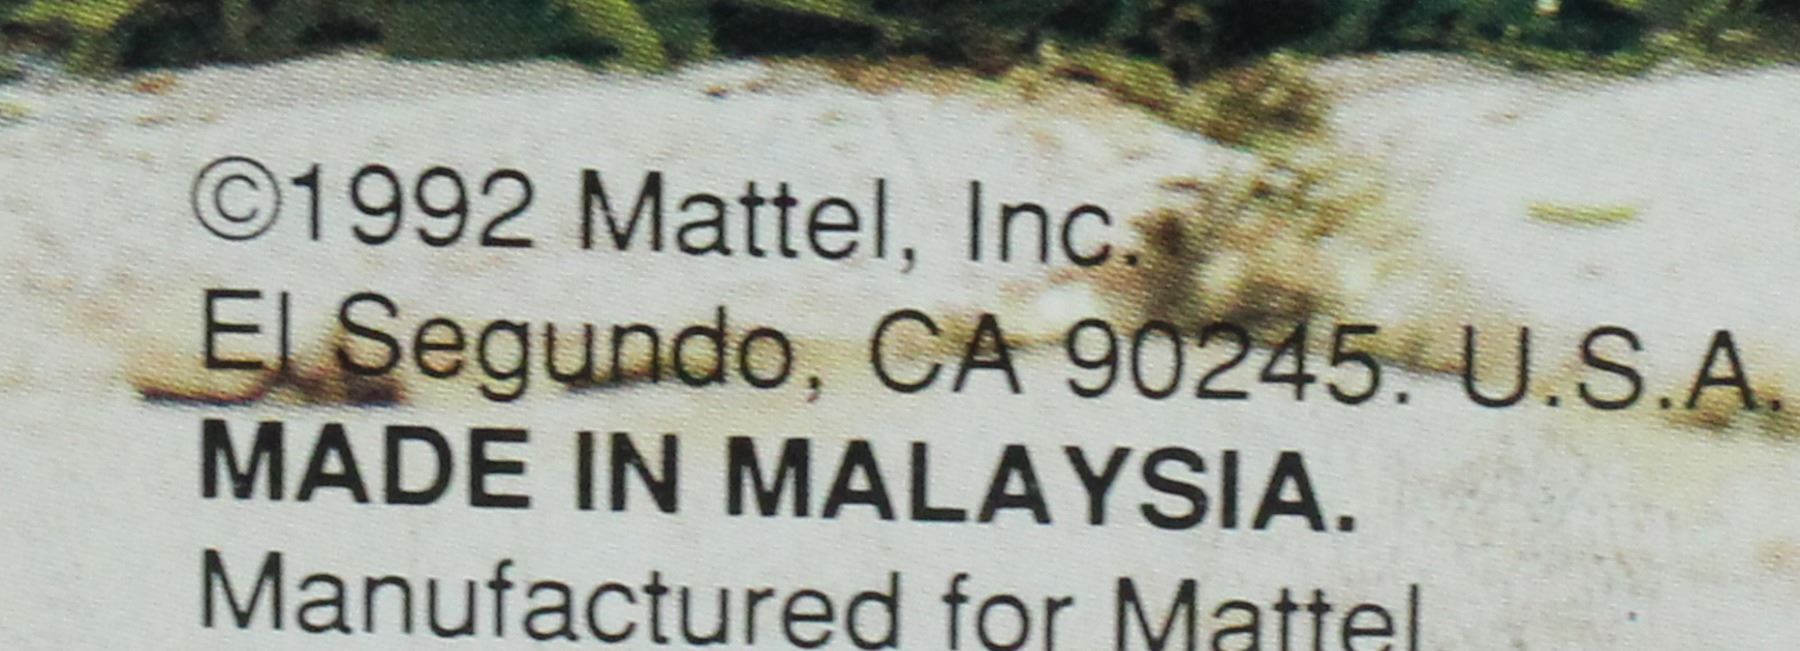 ©1992 Mattel, Inc.
El Segundo, CA 90245. U.S.A.
MADE IN MALAYSIA.
Manufactured for Mattel